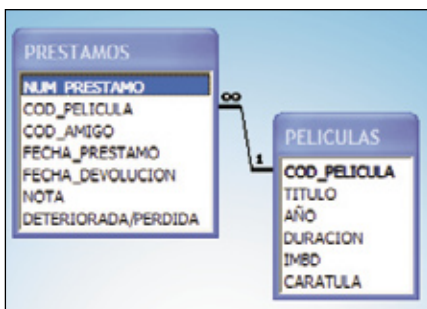 PRESTAMOS
NUM PRESTAMO
COD_PELICULA
COD_AMIGO
FECHA_PRESTAMO
FECHA_DEVOLUCION
NOTA
DETERIORADA/PERDIDA
∞
1
PELICULAS
COD_PELICULA
TITULO
AÑO
DURACION
IMBD
CARATULA